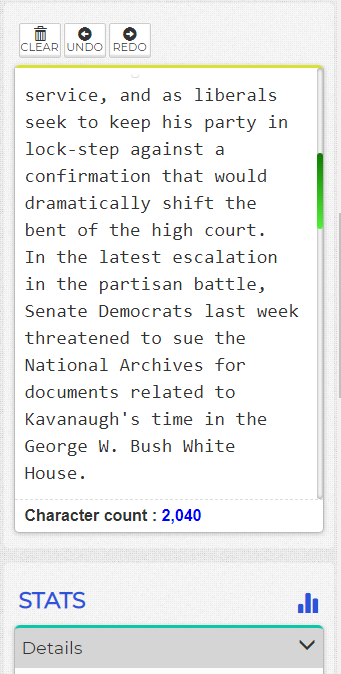 CLEAR UNDO REDO
service, and as liberals
seek to keep his party in
lock-step against a
confirmation that would
dramatically shift the
bent of the high court.
In the latest escalation
in the partisan battle,
Senate Democrats last week
threatened to sue the
National Archives for
documents related to
Kavanaugh's time in the
George W. Bush White
House.
Character count : 2,040
STATS
Details